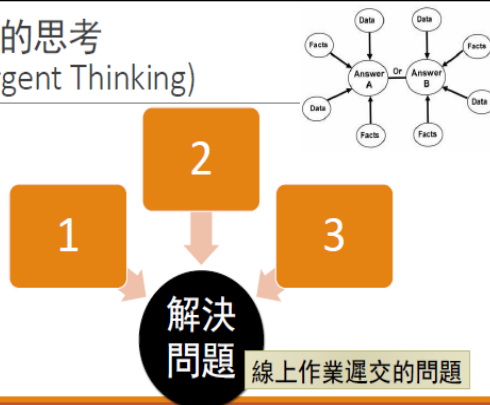 的思考
rgent Thinking)
Data
Data
Facts
Facts
Answer A
Or
Answer B
Data
Data
Facts
Facts
2
1
3
解決
問題
線上作業遲交的問題